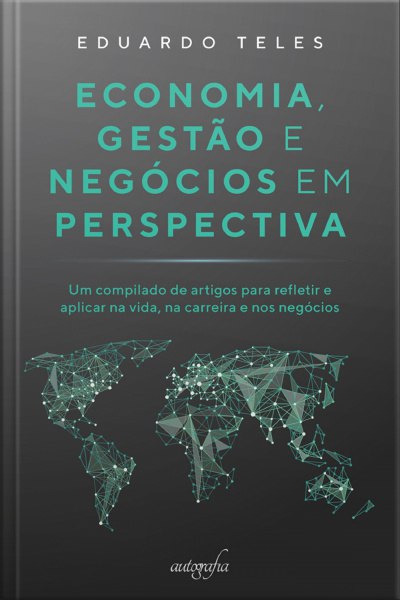 EDUARDO TELES
ECONOMIA,
GESTÃO E
NEGÓCIOS EM
PERSPECTIVA
Um compilado de artigos para refletir e
aplicar na vida, na carreira e nos negócios
autografia